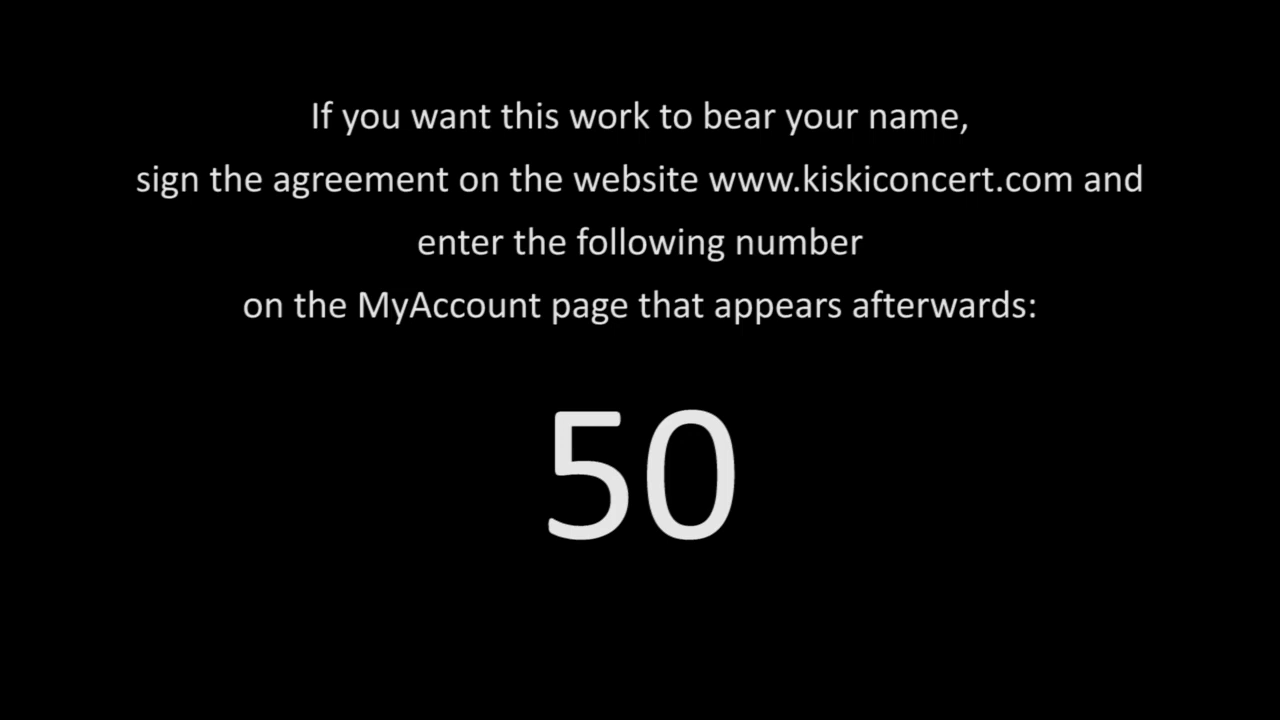 If you want this work to bear your name,
sign the agreement on the website www.kiskiconcert.com and
enter the following number
on the MyAccount page that appears afterwards:
50